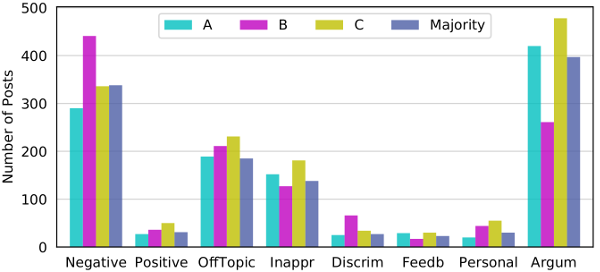 500
400
300
200
100
0
Number of Posts
A B C Majority
Negative Positive OffTopic Inappr Discrim Feedb Personal Argum